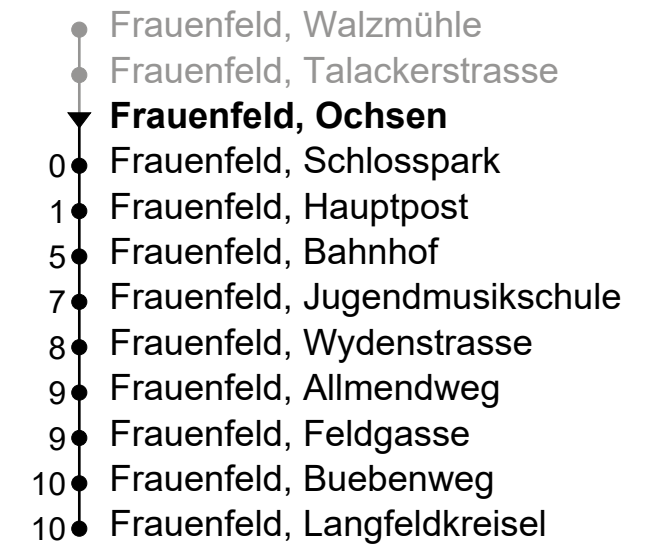 Frauenfeld, Walzmühle
Frauenfeld, Talackerstrasse
Frauenfeld, Ochsen
0 Frauenfeld, Schlosspark
1 Frauenfeld, Hauptpost
5 Frauenfeld, Bahnhof
7 Frauenfeld, Jugendmusikschule
8 Frauenfeld, Wydenstrasse
9 Frauenfeld, Allmendweg
9 Frauenfeld, Feldgasse
10 Frauenfeld, Buebenweg
10 Frauenfeld, Langfeldkreisel